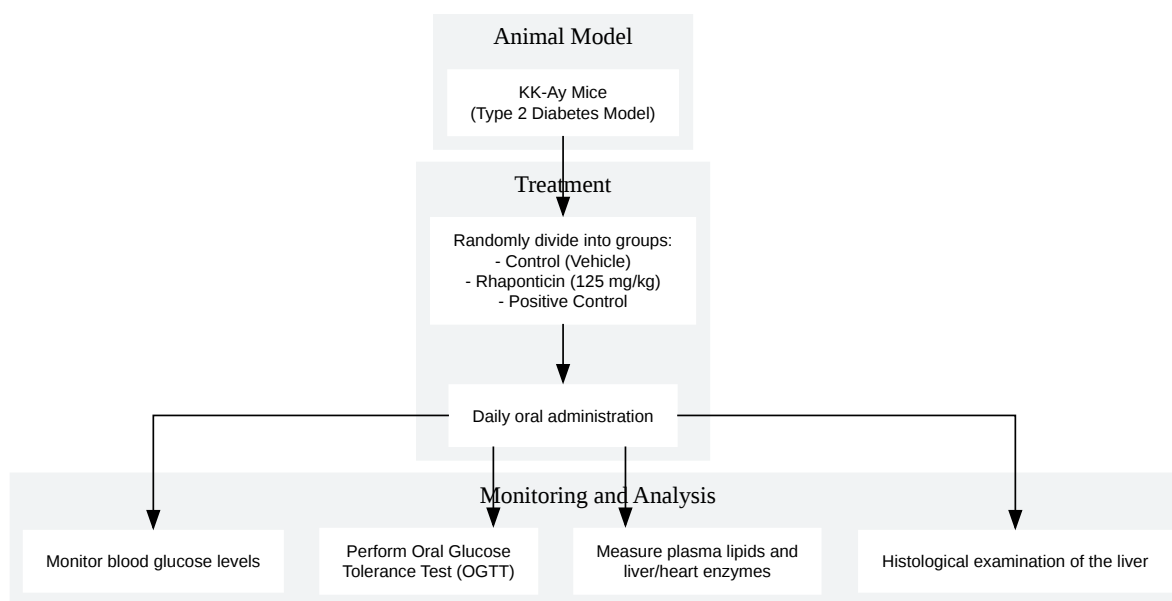 Animal Model
KK-Ay Mice
(Type 2 Diabetes Model)
Treatment
Randomly divide into groups:
- Control (Vehicle)
- Rhaponticin (125 mg/kg)
- Positive Control
Daily oral administration
Monitoring and Analysis
Monitor blood glucose levels
Perform Oral Glucose
Tolerance Test (OGTT)
Measure plasma lipids and
liver/heart enzymes
Histological examination of the liver